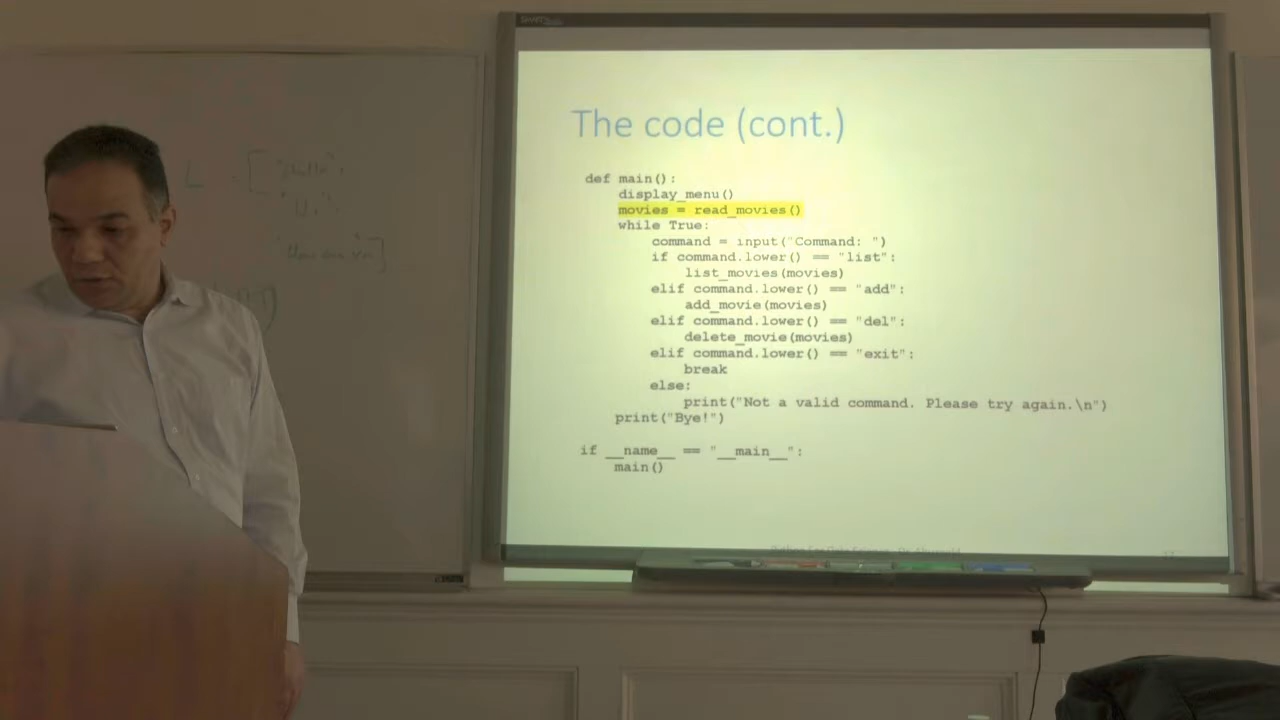 The code (cont.)
def main():
    display_menu()
    movies = read_movies()
    while True:
        command = input("Command: ")
        if command.lower() == "list":
            list_movies(movies)
        elif command.lower() == "add":
            add_movie(movies)
        elif command.lower() == "del":
            delete_movie(movies)
        elif command.lower() == "exit":
            break
        else:
            print("Not a valid command. Please try again.\n")
    print("Bye!")
if __name__ == "__main__":
    main()
L = ["Hello",